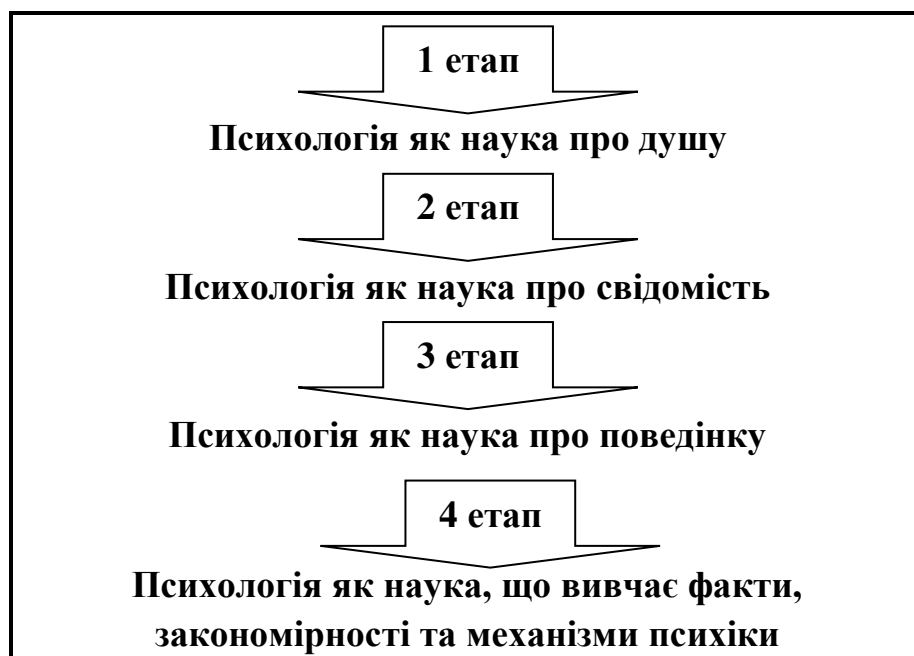 1 етап
Психологія як наука про душу
2 етап
Психологія як наука про свідомість
3 етап
Психологія як наука про поведінку
4 етап
Психологія як наука, що вивчає факти,
закономірності та механізми психіки